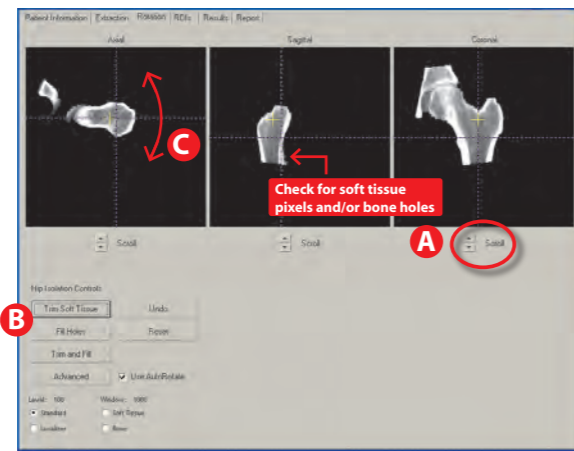 Patient Information Extraction Rotation ROIs Results Report
Axial Sagittal Coronal
C
Check for soft tissue
pixels and/or bone holes
A
Scroll Scroll Scroll
Hip Isolation Controls
B
Trim Soft Tissue Undo
Fill Holes Reset
Trim and Fill
Advanced Use AutoRotate
Level: 100 Window: 1000
Standard Soft Tissue
Localizer Bone